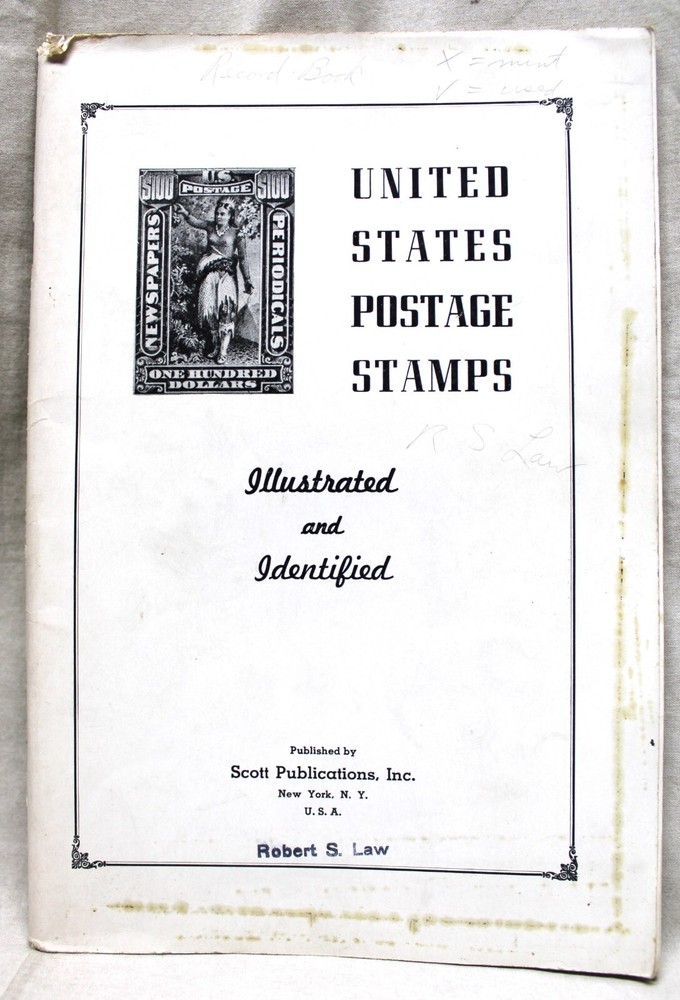 Record Book
X = mint
√ = used
$100 U.S. $100
POSTAGE
NEWSPAPERS
PERIODICALS
ONE HUNDRED
DOLLARS
UNITED
STATES
POSTAGE
STAMPS
R S Law
Illustrated
and
Identified
Published by
Scott Publications, Inc.
New York, N. Y.
U. S. A.
Robert S. Law